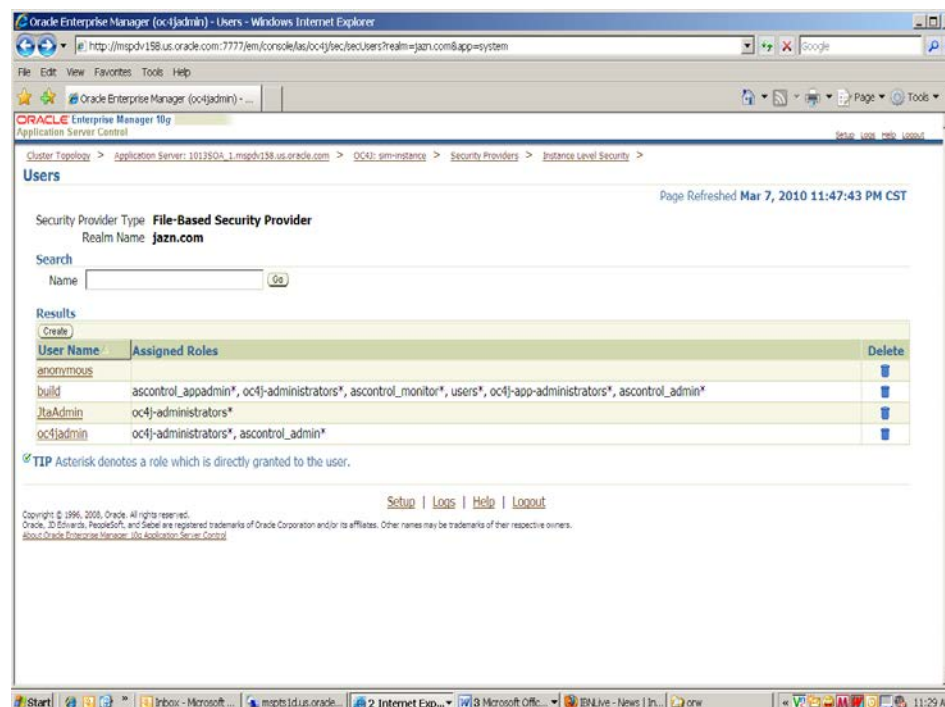 Oracle Enterprise Manager (oc4jadmin) - Users - Windows Internet Explorer
http://mspdv158.us.oracle.com:7777/em/console/ias/oc4j/sec/secUsers?realm=jazn.com&app=system
Google
File Edit View Favorites Tools Help
Oracle Enterprise Manager (oc4jadmin) - ...
Page Tools
ORACLE Enterprise Manager 10g
Application Server Control
Setup Logs Help Logout
Cluster Topology > Application Server: 1013SOA_1.mspdv158.us.oracle.com > OC4J: sim-instance > Security Providers > Instance Level Security >
Users
Page Refreshed Mar 7, 2010 11:47:43 PM CST
Security Provider Type File-Based Security Provider
Realm Name jazn.com
Search
Name Go
Results
Create
User Name Assigned Roles Delete
anonymous
build ascontrol_appadmin*, oc4j-administrators*, ascontrol_monitor*, users*, oc4j-app-administrators*, ascontrol_admin*
JtaAdmin oc4j-administrators*
oc4jadmin oc4j-administrators*, ascontrol_admin*
TIP Asterisk denotes a role which is directly granted to the user.
Setup | Logs | Help | Logout
Copyright © 1996, 2008, Oracle. All rights reserved.
Oracle, JD Edwards, PeopleSoft, and Siebel are registered trademarks of Oracle Corporation and/or its affiliates. Other names may be trademarks of their respective owners.
About Oracle Enterprise Manager 10g Application Server Control
Start Inbox - Microsoft ... mspts1d.us.oracle... 2 Internet Exp... 3 Microsoft Offic... IBNLive - News | In... orw 11:29 A